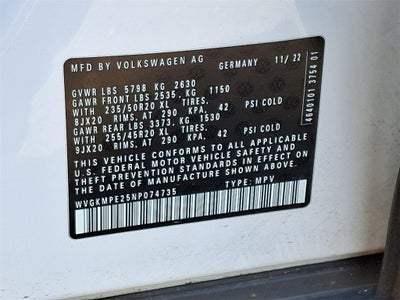 MFD BY VOLKSWAGEN AG GERMANY 11/22
GVWR LBS 5798 KG 2630
GAWR FRONT LBS 2535, KG 1150
WITH 235/50R20 XL TIRES,
8JX20 RIMS, AT 290 KPA, 42 PSI COLD
GAWR REAR LBS 3373, KG 1530
WITH 255/45R20 XL TIRES,
9JX20 RIMS, AT 290 KPA, 42 PSI COLD
THIS VEHICLE CONFORMS TO ALL APPLICABLE
U.S. FEDERAL MOTOR VEHICLE SAFETY AND
THEFT PREVENTION STANDARDS IN EFFECT ON
THE DATE OF MANUFACTURE SHOWN ABOVE.
WVGKMPE25NP074735 TYPE: MPV
4640101 3754 01